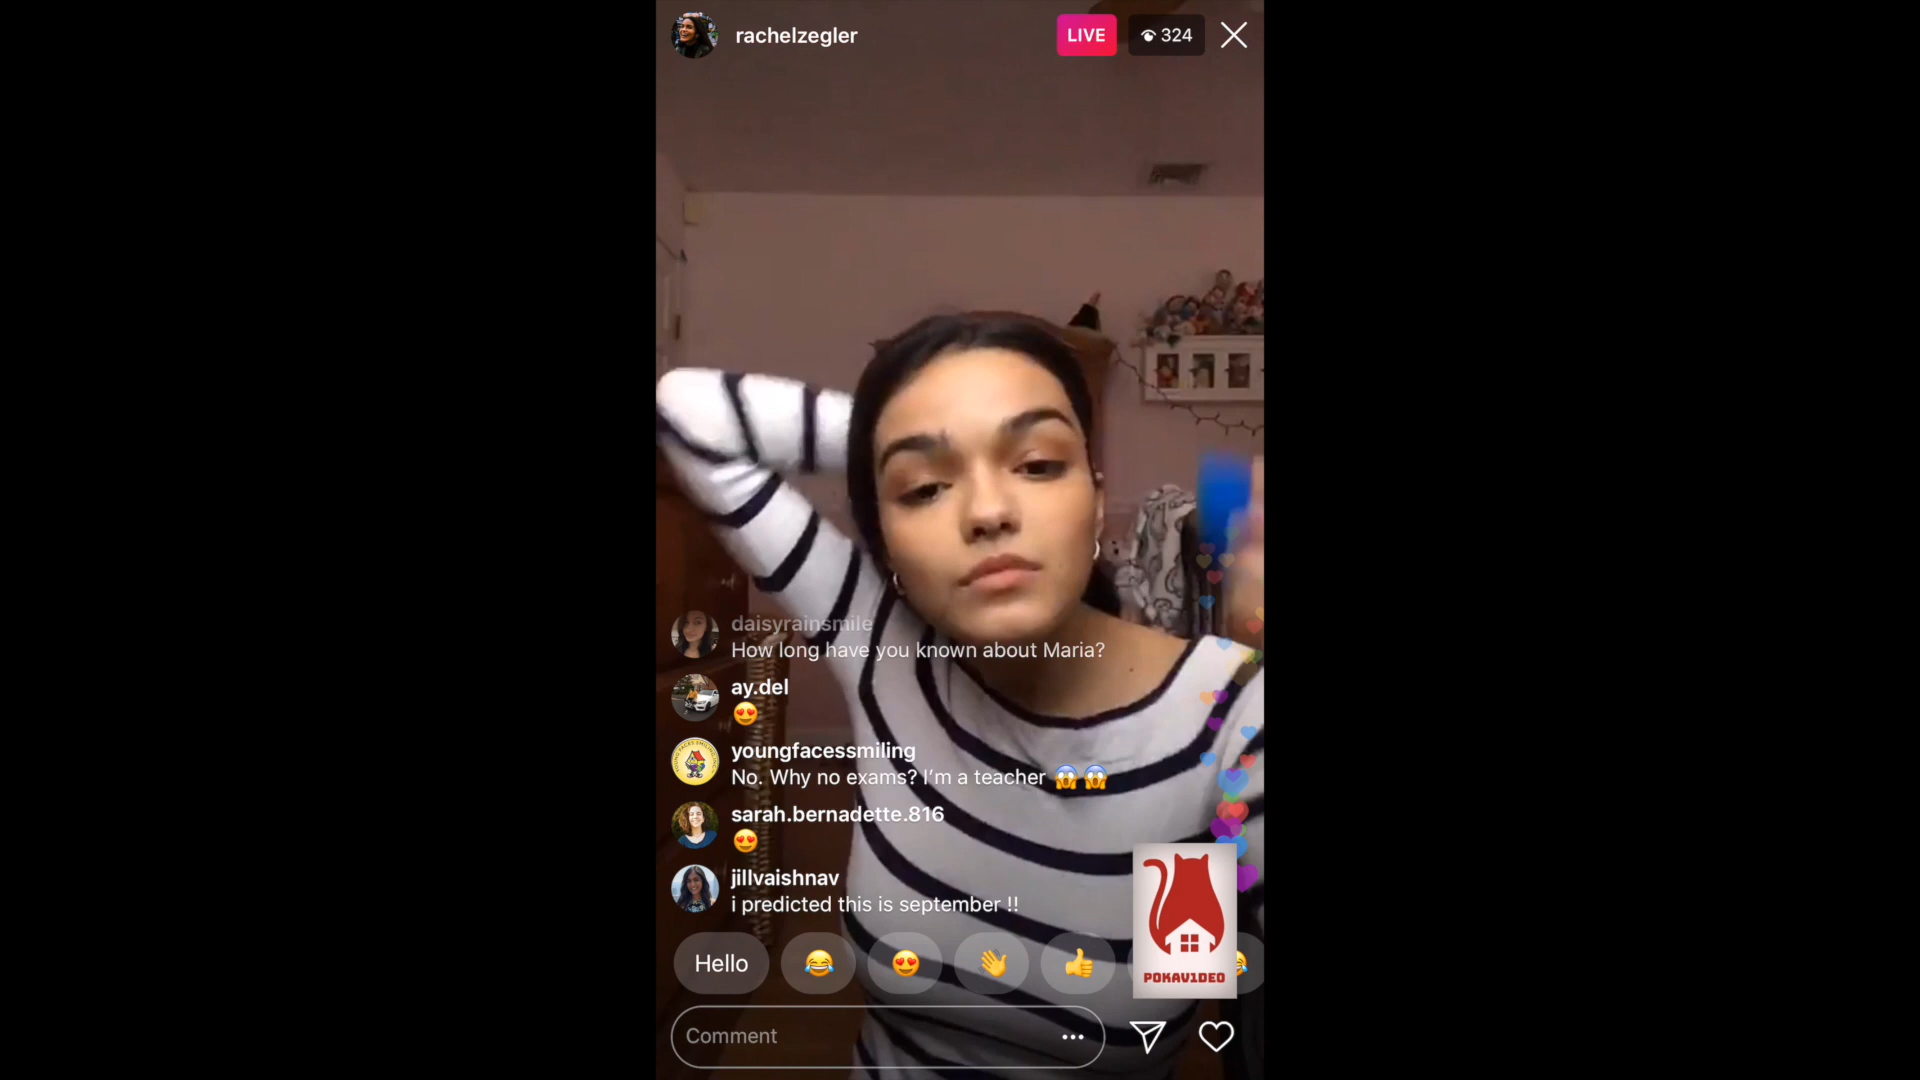 rachelzegler
LIVE
324
daisyrainsmile
How long have you known about Maria?
ay.del
😍
youngfacessmiling
No. Why no exams? I'm a teacher 😱😱
sarah.bernadette.816
😍
jillvaishnav
i predicted this is september !!
Hello 😂 😍 👋 👍
POKAV1DEO
Comment